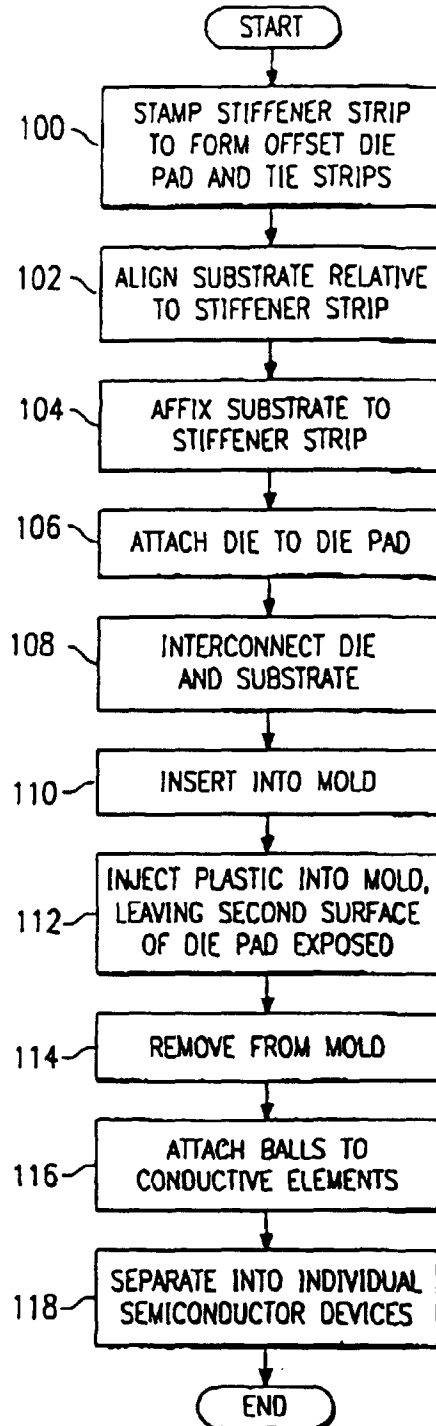 START
100
STAMP STIFFENER STRIP
TO FORM OFFSET DIE
PAD AND TIE STRIPS
102
ALIGN SUBSTRATE RELATIVE
TO STIFFENER STRIP
104
AFFIX SUBSTRATE TO
STIFFENER STRIP
106
ATTACH DIE TO DIE PAD
108
INTERCONNECT DIE
AND SUBSTRATE
110
INSERT INTO MOLD
112
INJECT PLASTIC INTO MOLD,
LEAVING SECOND SURFACE
OF DIE PAD EXPOSED
114
REMOVE FROM MOLD
116
ATTACH BALLS TO
CONDUCTIVE ELEMENTS
118
SEPARATE INTO INDIVIDUAL
SEMICONDUCTOR DEVICES
END